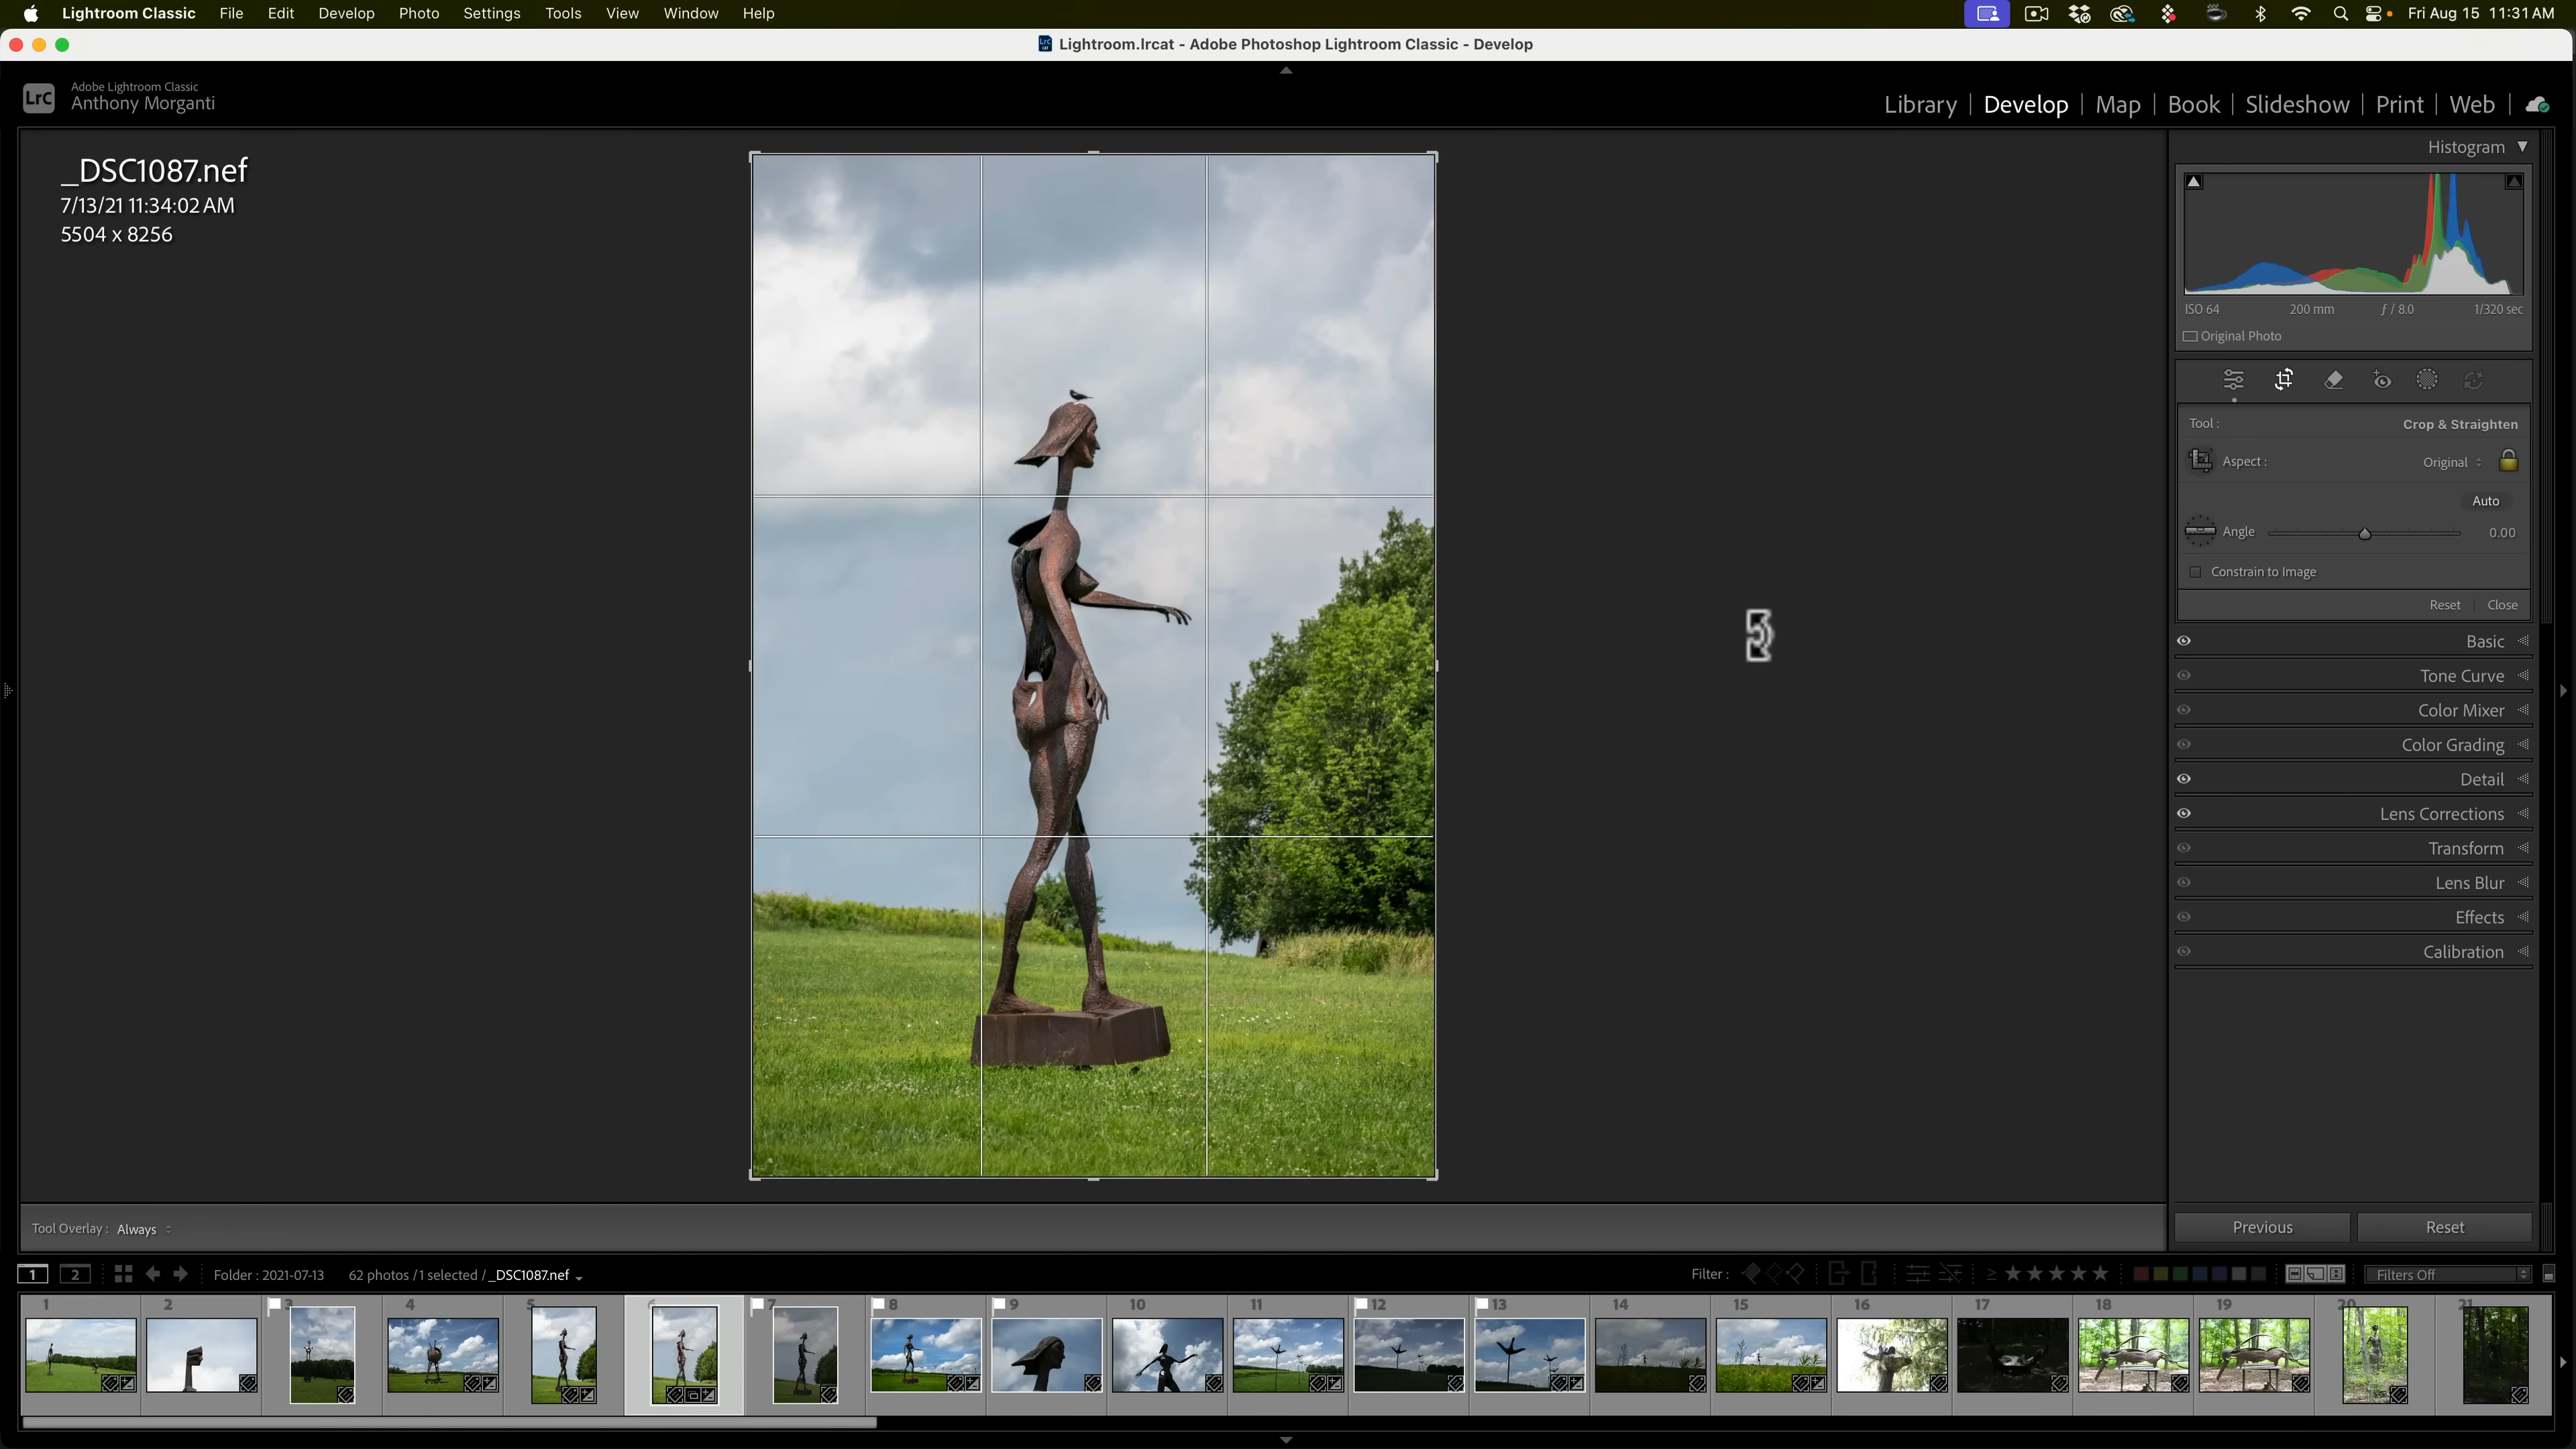 Lightroom Classic File Edit Develop Photo Settings Tools View Window Help Fri Aug 15 11:31 AM
Lightroom.lrcat - Adobe Photoshop Lightroom Classic - Develop
LrC Adobe Lightroom Classic
Anthony Morganti
Library | Develop | Map | Book | Slideshow | Print | Web
_DSC1087.nef
7/13/21 11:34:02 AM
5504 x 8256
Histogram
ISO 64 200 mm ƒ / 8.0 1/320 sec
Original Photo
Tool : Crop & Straighten
Aspect : Original
Auto
Angle 0.00
Constrain to Image
Reset Close
Basic
Tone Curve
Color Mixer
Color Grading
Detail
Lens Corrections
Transform
Lens Blur
Effects
Calibration
Tool Overlay : Always
Previous Reset
1 2 Folder : 2021-07-13 62 photos / 1 selected / _DSC1087.nef Filter : Filters Off
1 2 3 4 5 6 7 8 9 10 11 12 13 14 15 16 17 18 19 20 21